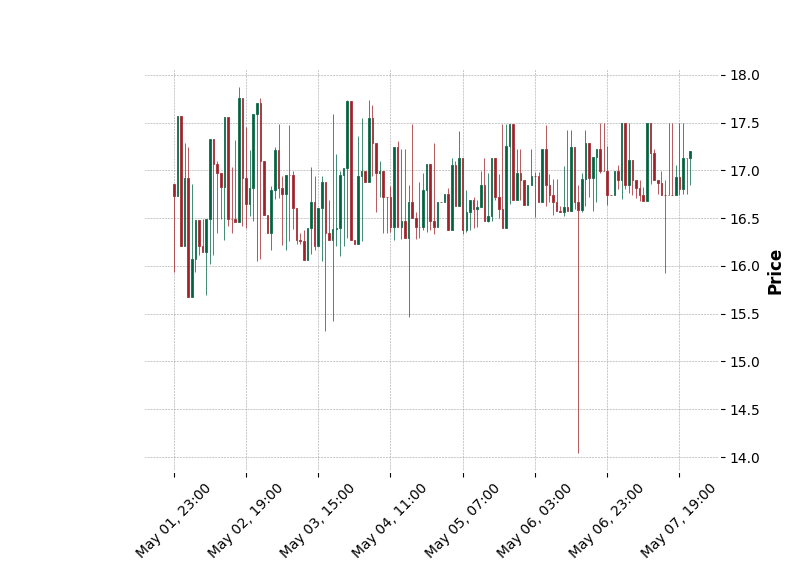 18.0
17.5
17.0
16.5
16.0
15.5
15.0
14.5
14.0
Price
May 01, 23:00
May 02, 19:00
May 03, 15:00
May 04, 11:00
May 05, 07:00
May 06, 03:00
May 06, 23:00
May 07, 19:00